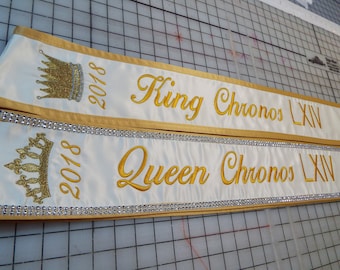 2018 King Chronos LXIV
2018 Queen Chronos LXIV